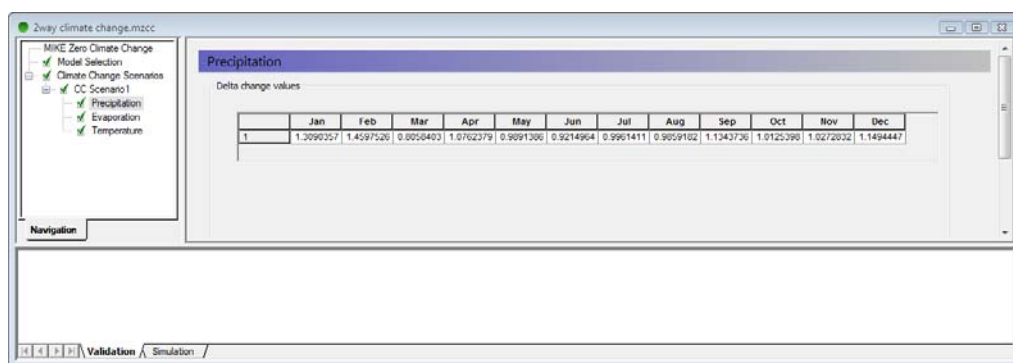 2way climate change.mzcc
MIKE Zero Climate Change
Model Selection
Climate Change Scenarios
CC Scenario1
Precipitation
Evaporation
Temperature
Navigation
Precipitation
Delta change values
Jan Feb Mar Apr May Jun Jul Aug Sep Oct Nov Dec
1 1.3090357 1.4597526 0.8058403 1.0762379 0.9891386 0.9214964 0.9961411 0.9859182 1.1343736 1.0125398 1.0272832 1.1494447
Validation Simulation